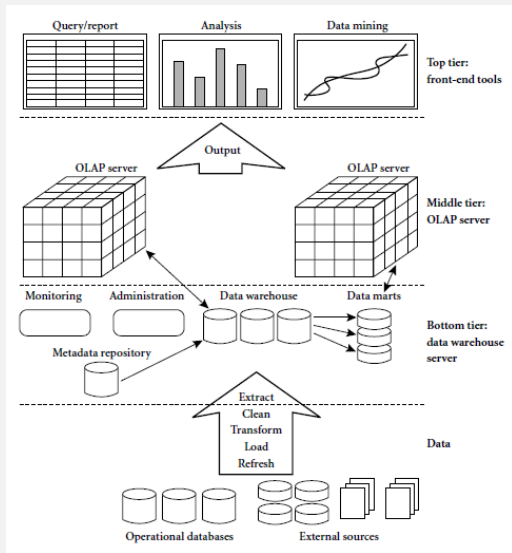 Query/report
Analysis
Data mining
Top tier:
front-end tools
Output
OLAP server
OLAP server
Middle tier:
OLAP server
Monitoring
Administration
Data warehouse
Data marts
Bottom tier:
data warehouse
server
Metadata repository
Extract
Clean
Transform
Load
Refresh
Data
Operational databases
External sources